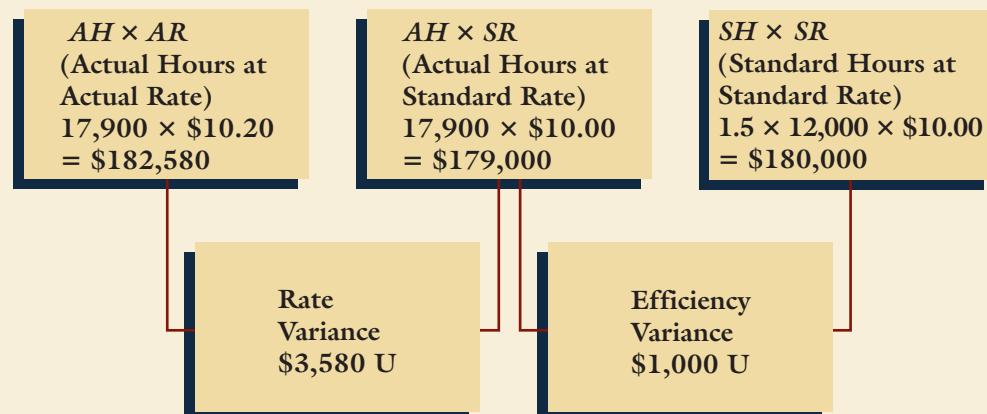 AH × AR
(Actual Hours at
Actual Rate)
17,900 × $10.20
= $182,580
AH × SR
(Actual Hours at
Standard Rate)
17,900 × $10.00
= $179,000
SH × SR
(Standard Hours at
Standard Rate)
1.5 × 12,000 × $10.00
= $180,000
Rate
Variance
$3,580 U
Efficiency
Variance
$1,000 U